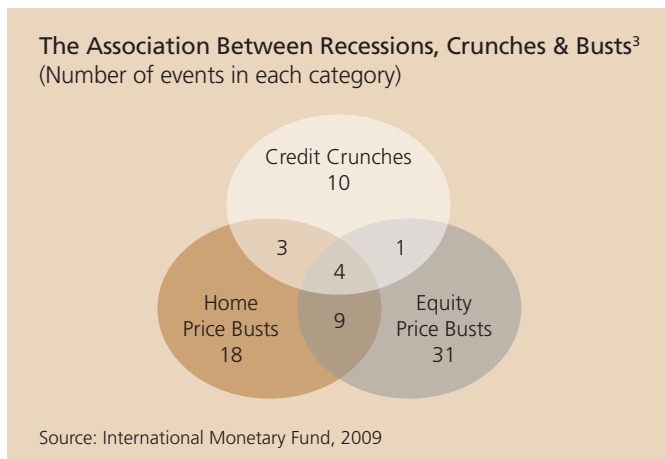 The Association Between Recessions, Crunches & Busts³
(Number of events in each category)
Credit Crunches
10
3
1
4
Home
Price Busts
18
9
Equity
Price Busts
31
Source: International Monetary Fund, 2009